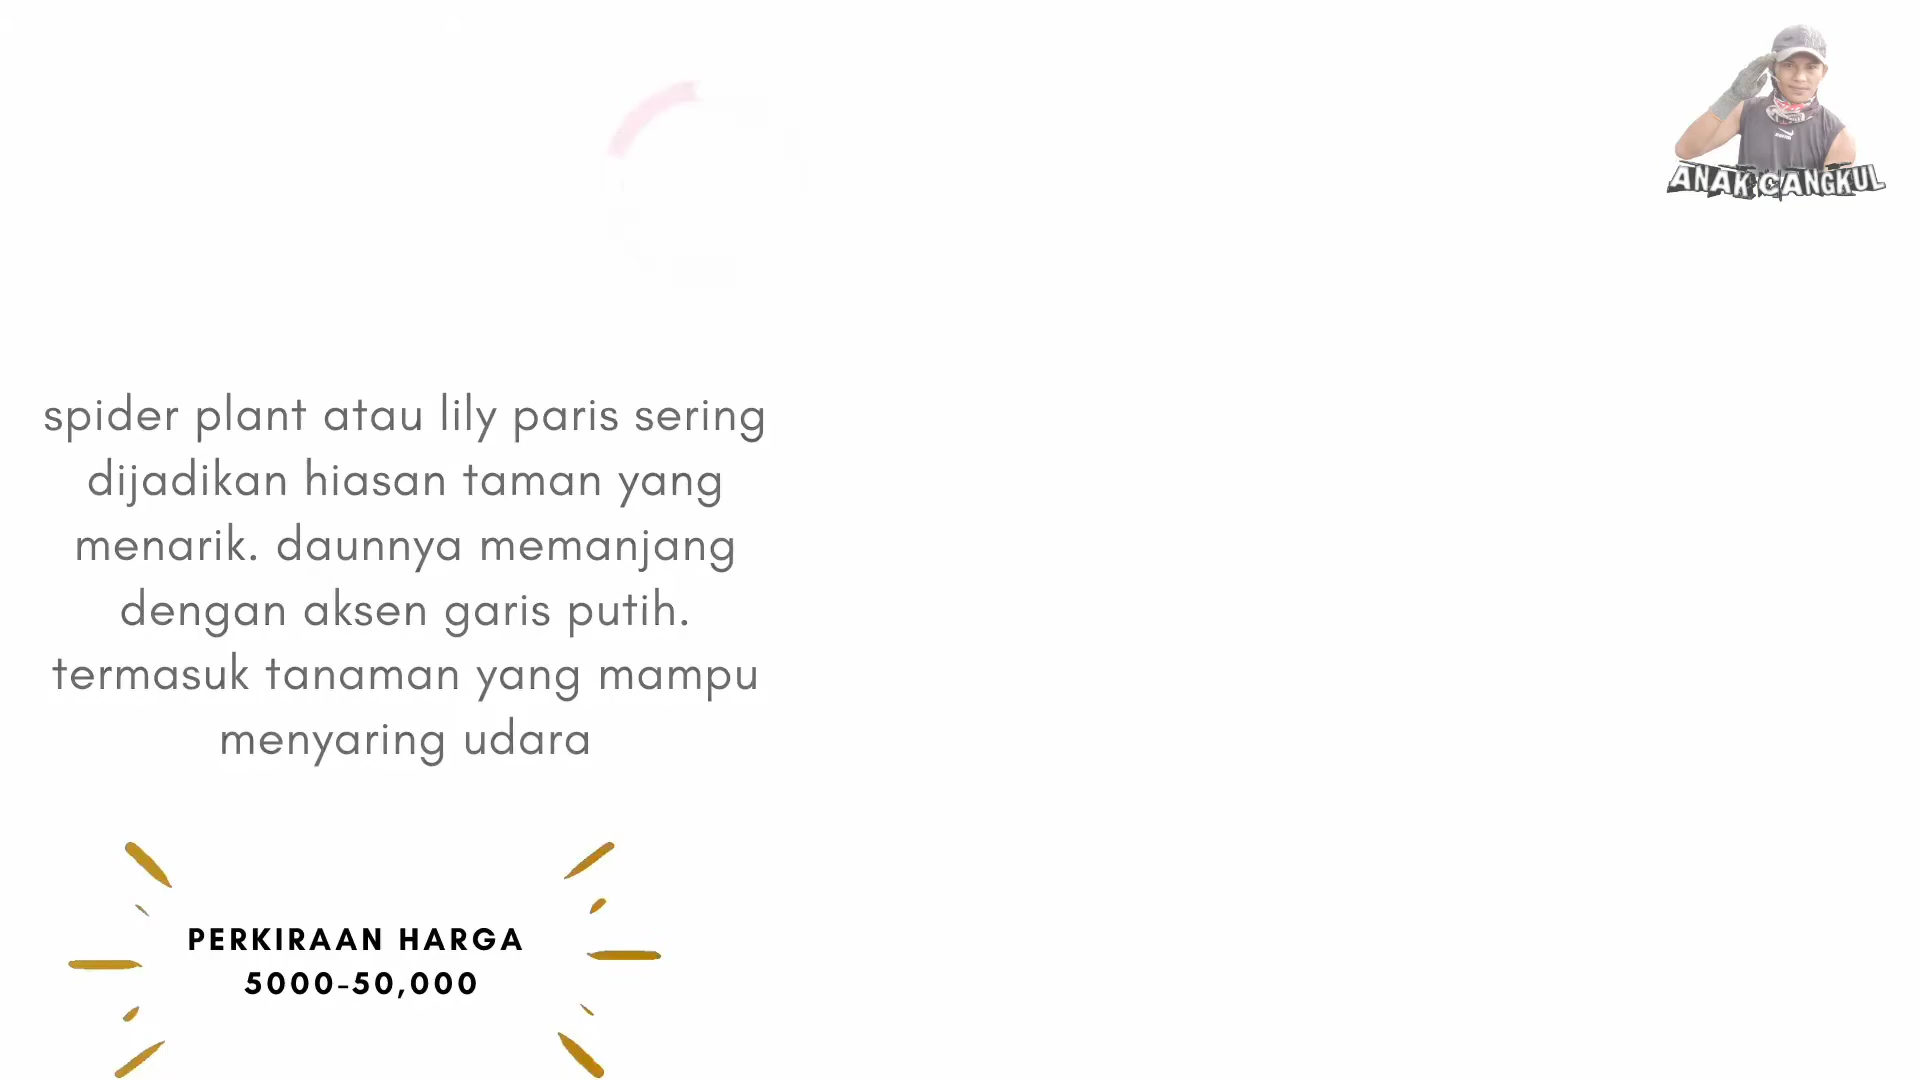 ANAK CANGKUL
spider plant atau lily paris sering
dijadikan hiasan taman yang
menarik. daunnya memanjang
dengan aksen garis putih.
termasuk tanaman yang mampu
menyaring udara
PERKIRAAN HARGA
5000-50,000